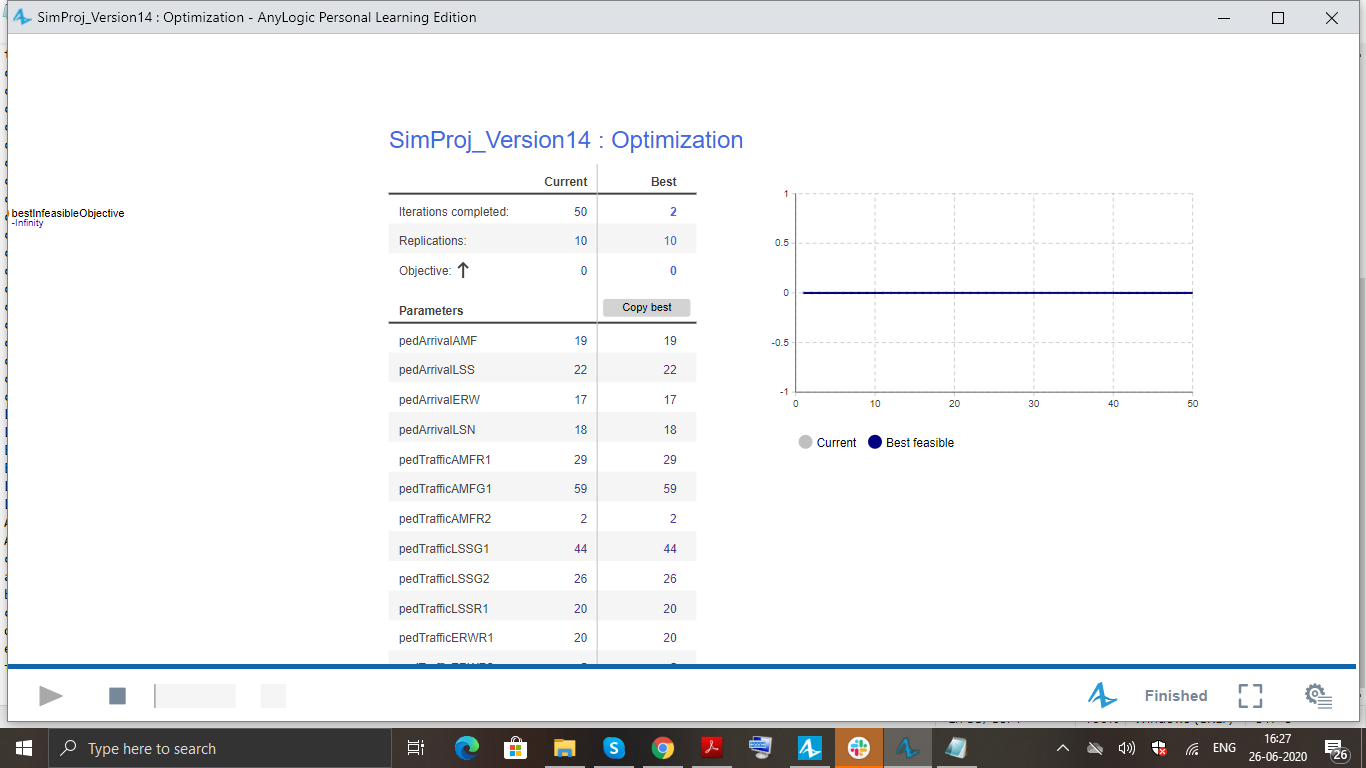 SimProj_Version14 : Optimization - AnyLogic Personal Learning Edition
SimProj_Version14 : Optimization
Current Best
bestInfeasibleObjective
-Infinity
Iterations completed: 50 2
Replications: 10 10
Objective: ↑ 0 0
Parameters Copy best
pedArrivalAMF 19 19
pedArrivalLSS 22 22
pedArrivalERW 17 17
pedArrivalLSN 18 18
pedTrafficAMFR1 29 29
pedTrafficAMFG1 59 59
pedTrafficAMFR2 2 2
pedTrafficLSSG1 44 44
pedTrafficLSSG2 26 26
pedTrafficLSSR1 20 20
pedTrafficERWR1 20 20
1
0.5
0
-0.5
-1
0 10 20 30 40 50
Current Best feasible
Finished
Type here to search
ENG
16:27
26-06-2020
26